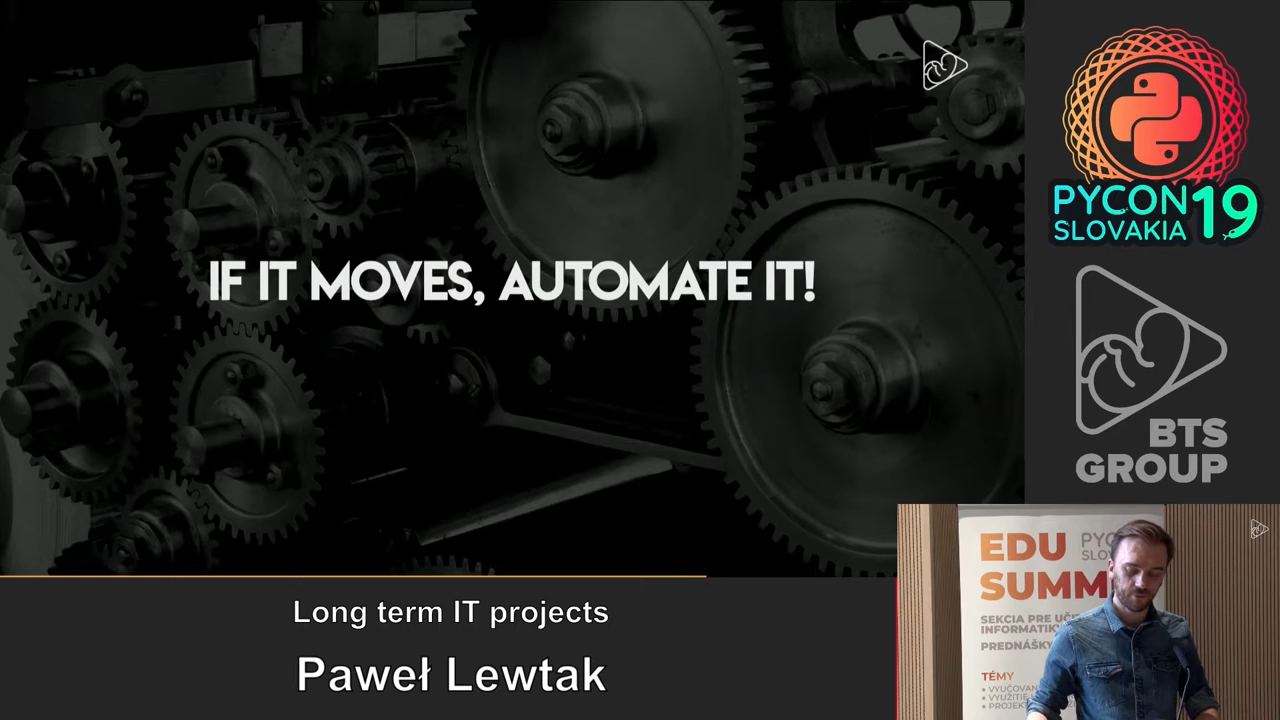 IF IT MOVES, AUTOMATE IT!
PYCON 19
SLOVAKIA
BTS
GROUP
Long term IT projects
Paweł Lewtak
EDU
SUMM
SEKCIA PRE
INFORMATIK
PREDNÁŠKY
TÉMY